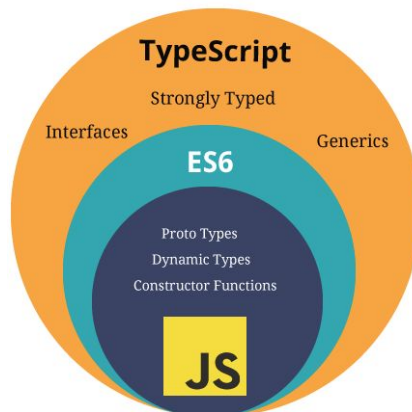 TypeScript
Strongly Typed
Interfaces
Generics
ES6
Proto Types
Dynamic Types
Constructor Functions
JS